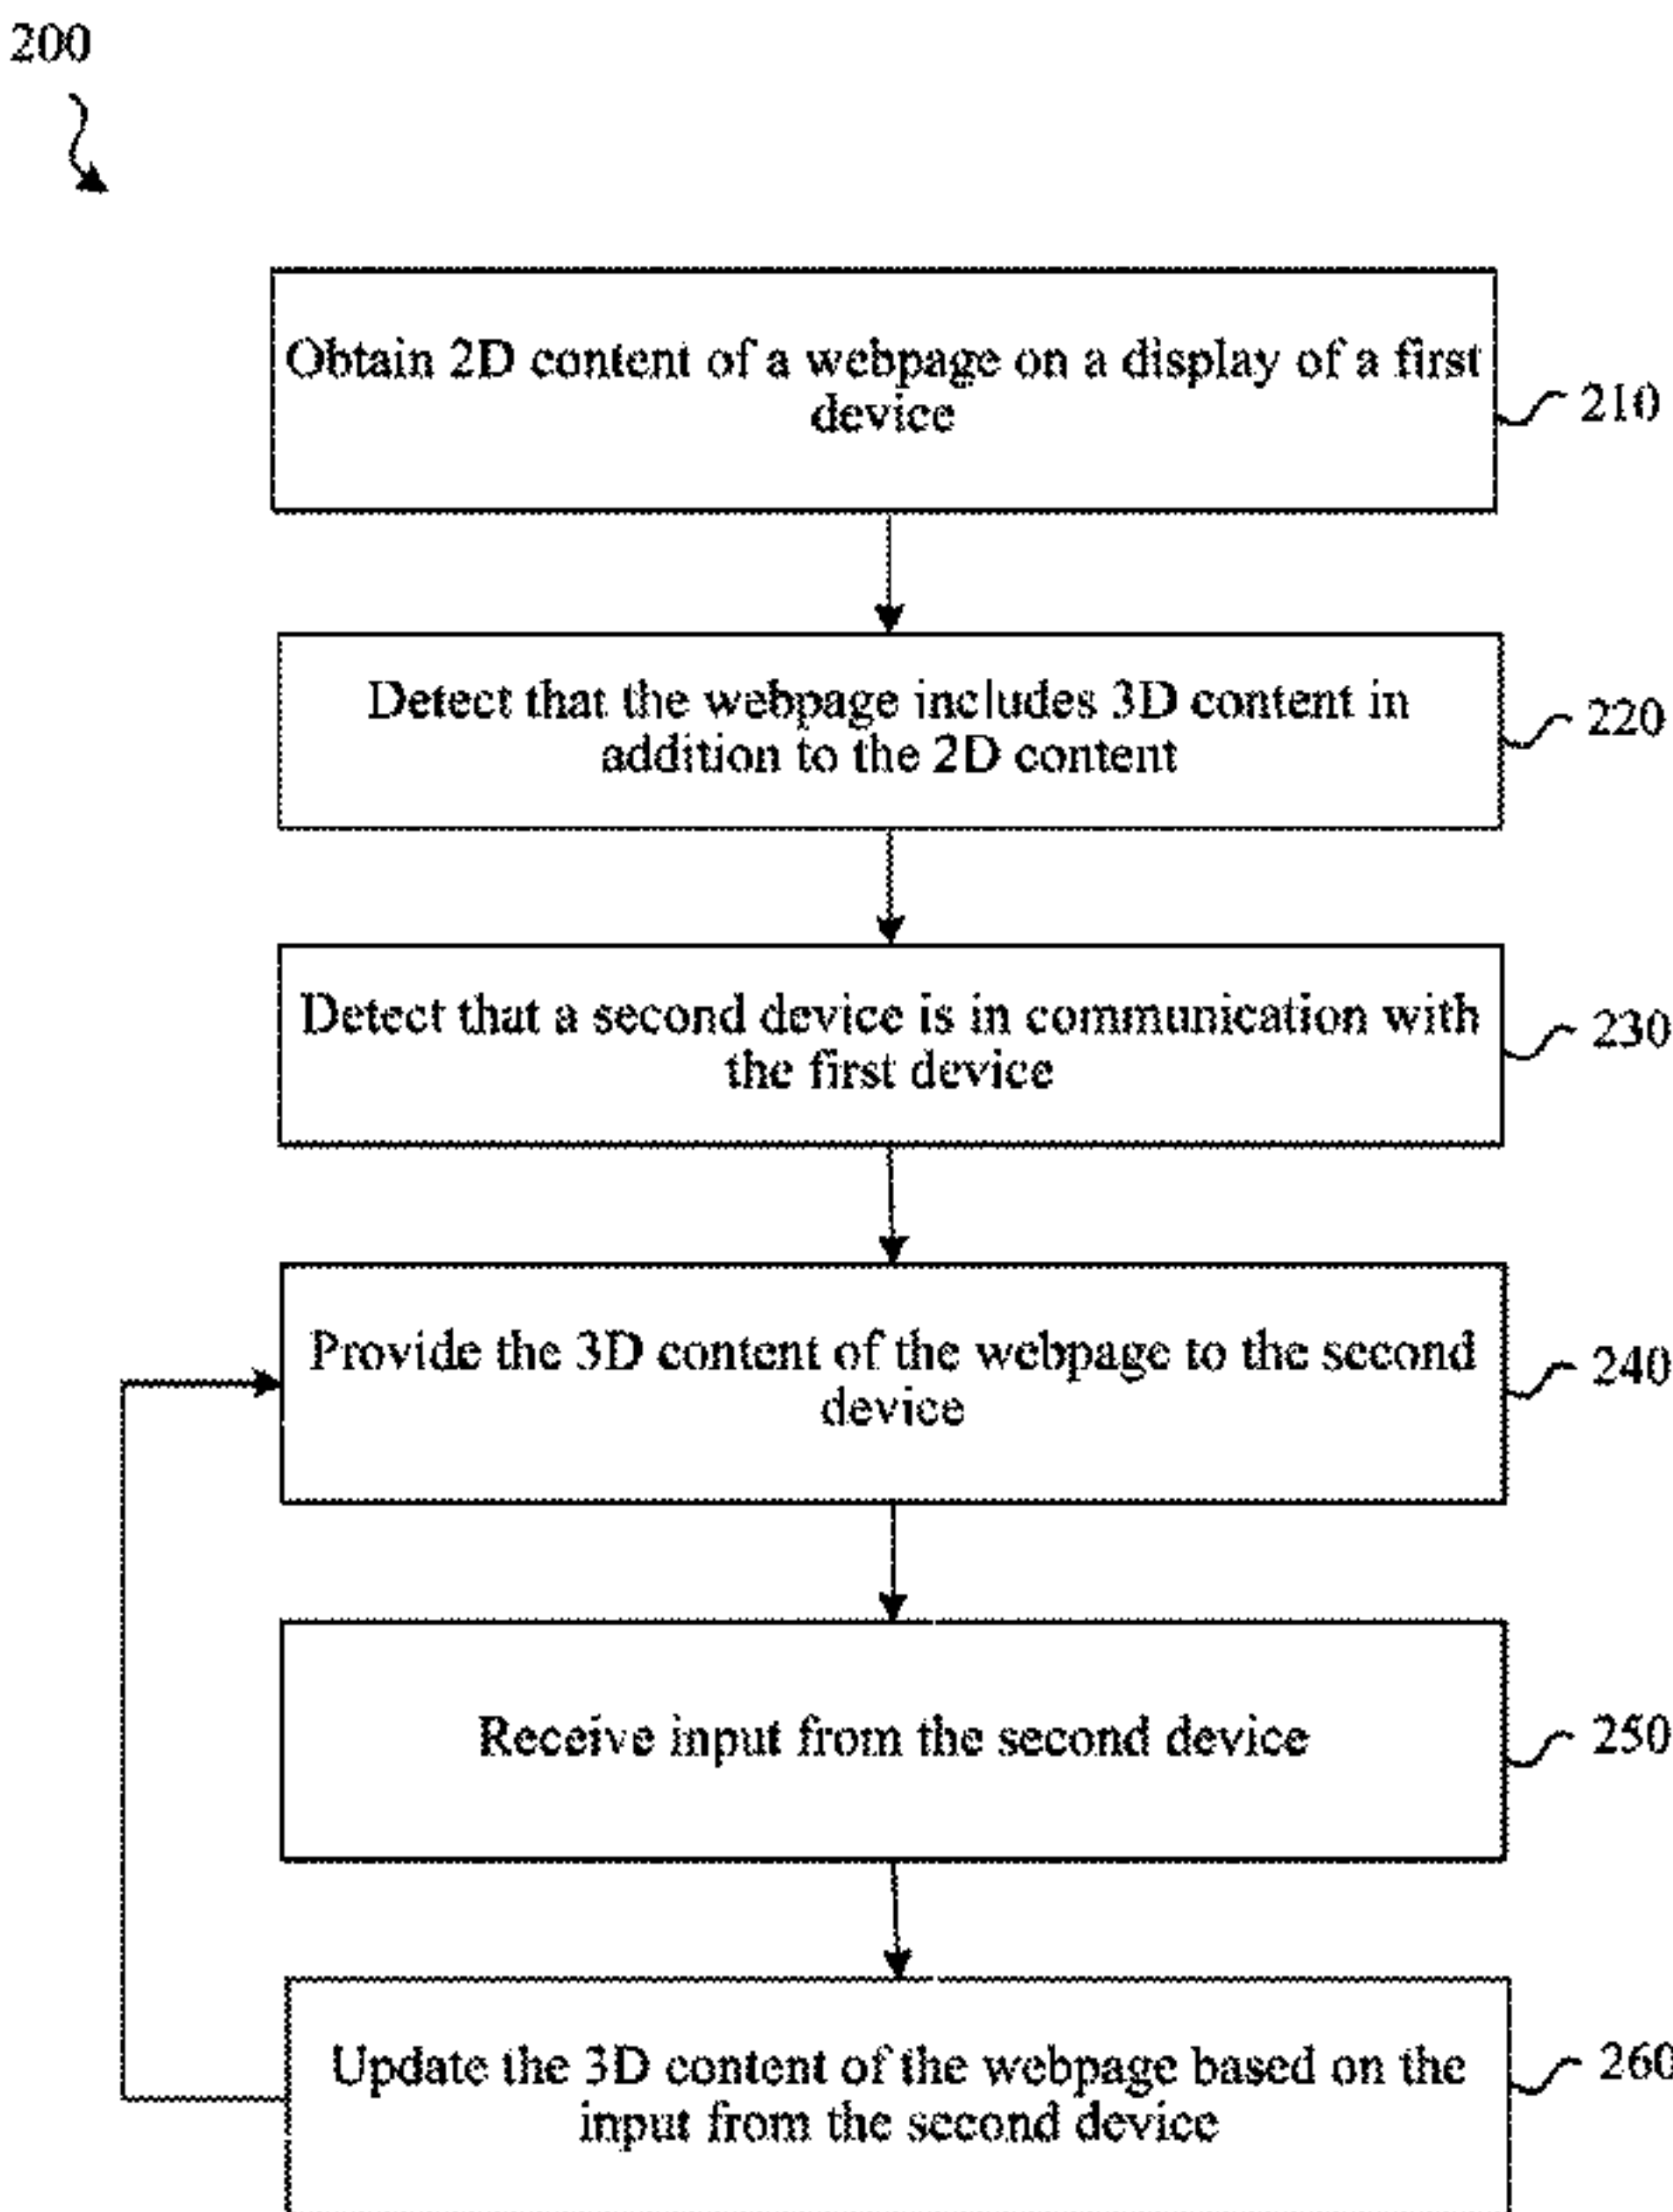 200
Obtain 2D content of a webpage on a display of a first
device
210
Detect that the webpage includes 3D content in
addition to the 2D content
220
Detect that a second device is in communication with
the first device
230
Provide the 3D content of the webpage to the second
device
240
Receive input from the second device
250
Update the 3D content of the webpage based on the
input from the second device
260